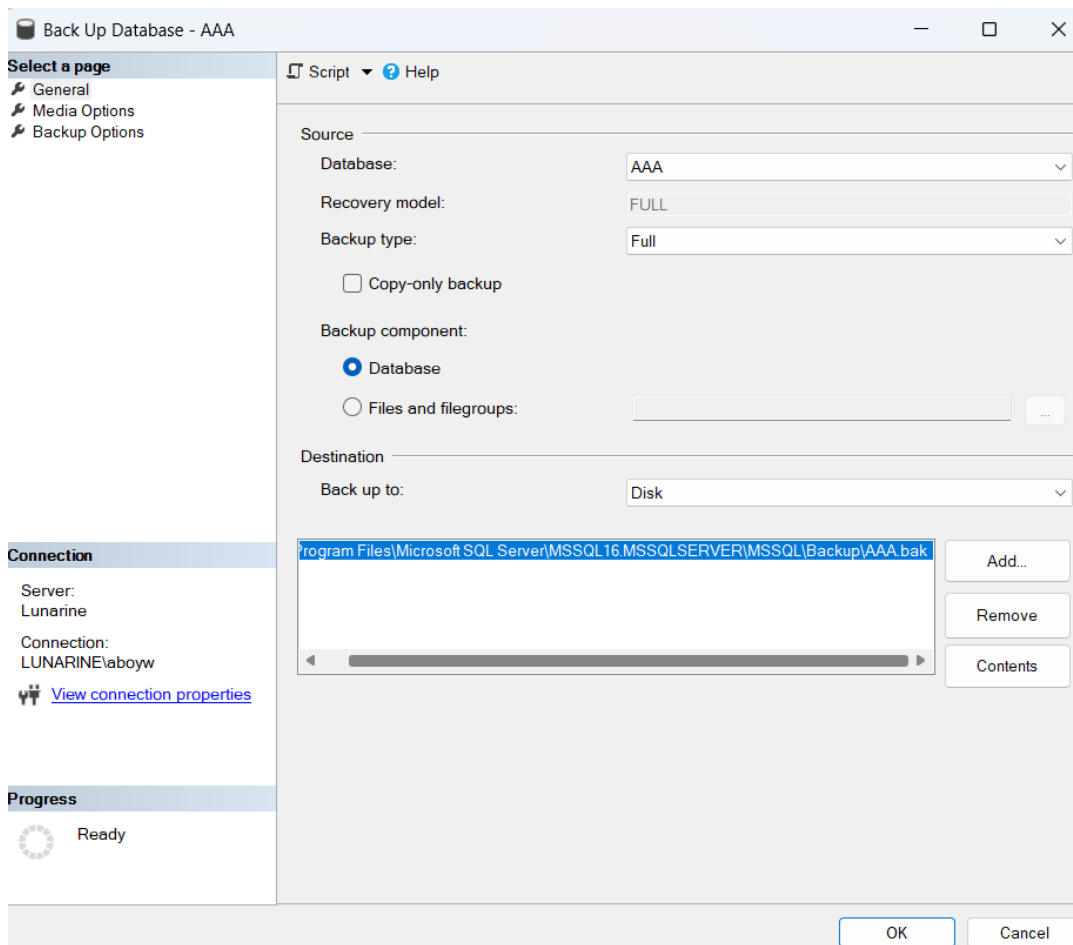 Back Up Database - AAA
Select a page
General
Media Options
Backup Options
Script
Help
Source
Database:
AAA
Recovery model:
FULL
Backup type:
Full
Copy-only backup
Backup component:
Database
Files and filegroups:
...
Destination
Back up to:
Disk
Program Files\Microsoft SQL Server\MSSQL16.MSSQLSERVER\MSSQL\Backup\AAA.bak
Add...
Remove
Contents
Connection
Server:
Lunarine
Connection:
LUNARINE\aboyw
View connection properties
Progress
Ready
OK
Cancel